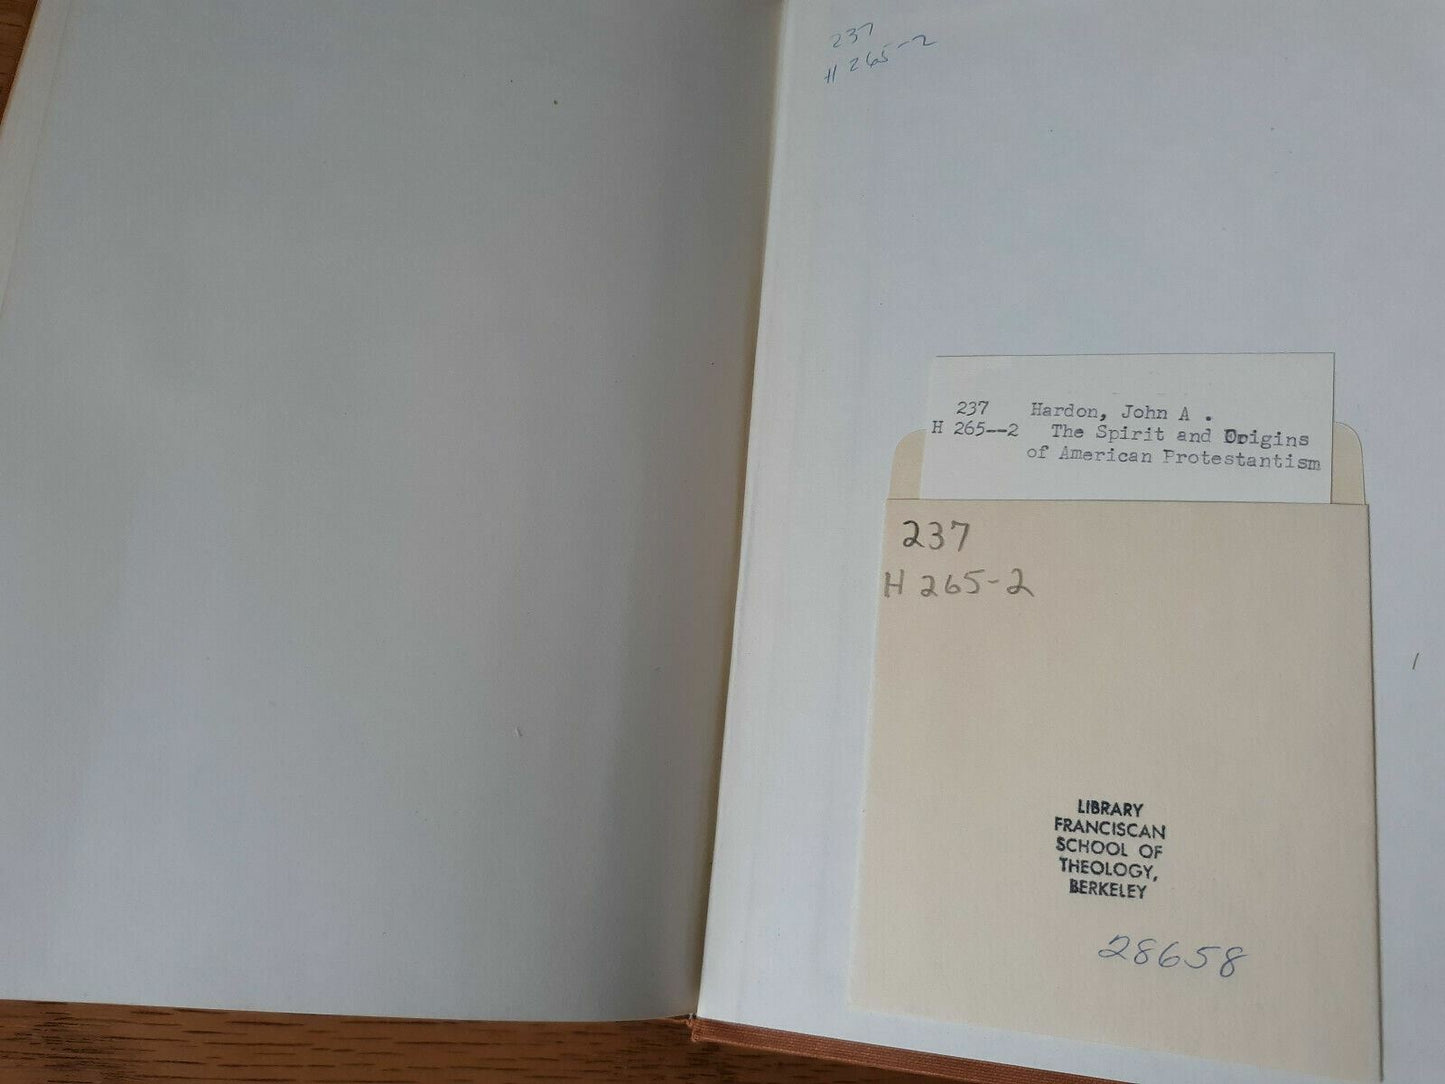 237
H 265-2
237 Hardon, John A .
H 265--2 The Spirit and Origins
of American Protestantism
237
H 265-2
LIBRARY
FRANCISCAN
SCHOOL OF
THEOLOGY,
BERKELEY
28658